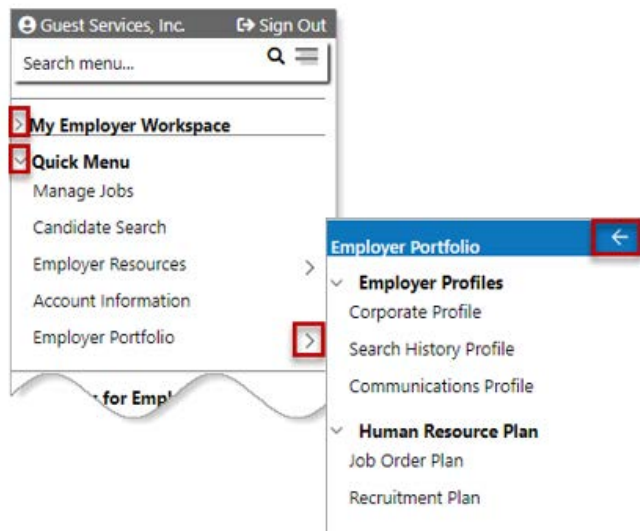 Guest Services, Inc. Sign Out
Search menu...
My Employer Workspace
Quick Menu
Manage Jobs
Candidate Search
Employer Resources
Account Information
Employer Portfolio
for Empl
Employer Portfolio
Employer Profiles
Corporate Profile
Search History Profile
Communications Profile
Human Resource Plan
Job Order Plan
Recruitment Plan